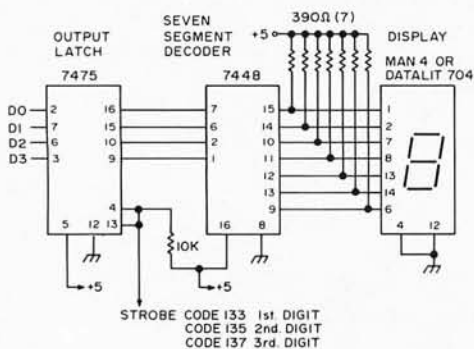 OUTPUT LATCH
7475
SEVEN SEGMENT DECODER
7448
390Ω (7)
+5
DISPLAY
MAN 4 OR DATALIT 704
D0 2 16 7 15 1
D1 7 15 6 14 2
D2 6 10 2 10 7
D3 3 9 1 11 8
12 13
4 13 14
13 9 6
5 12 16 8 4 12
10K
+5 +5
STROBE CODE 133 1st. DIGIT
CODE 135 2nd. DIGIT
CODE 137 3rd. DIGIT